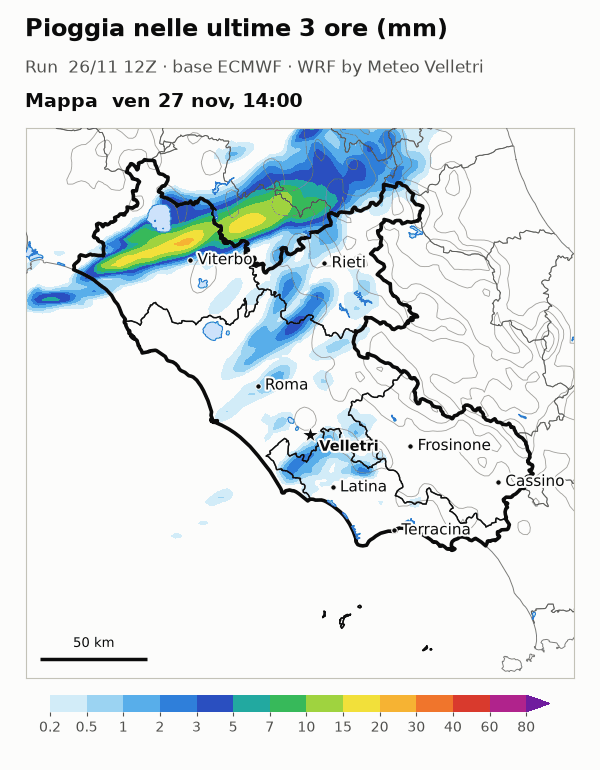 Pioggia nelle ultime 3 ore (mm)
Run  26/11 12Z · base ECMWF · WRF by Meteo Velletri
Mappa  ven 27 nov, 14:00
Viterbo
Rieti
Roma
Velletri
Frosinone
Latina
Cassino
Terracina
50 km
0.2 0.5 1 2 3 5 7 10 15 20 30 40 60 80